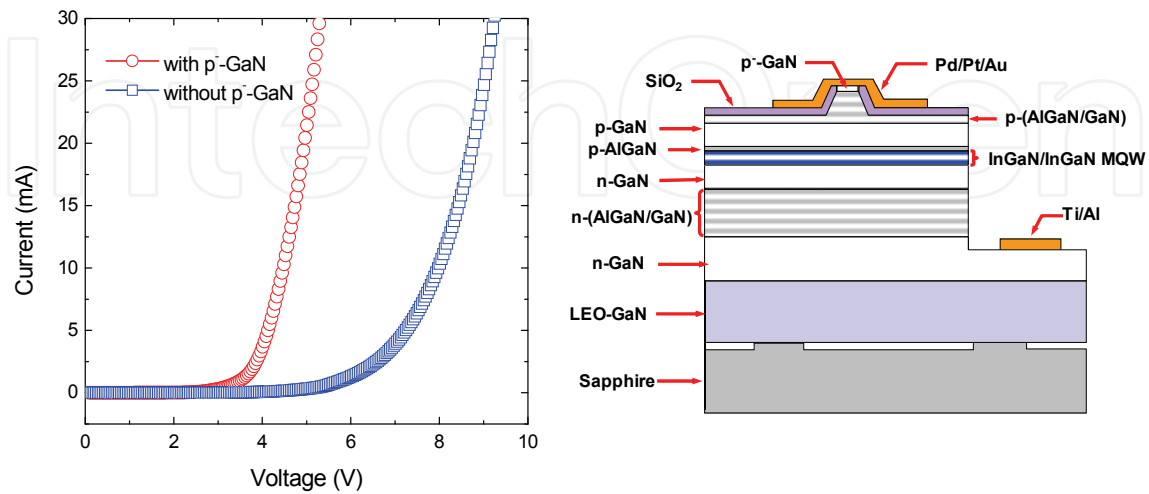 IntechOpen
30
25
20
15
10
5
0
Current (mA)
with p⁻-GaN
without p⁻-GaN
0
2
4
6
8
10
Voltage (V)
p⁻-GaN
Pd/Pt/Au
SiO₂
p-(AlGaN/GaN)
p-GaN
p-AlGaN
InGaN/InGaN MQW
n-GaN
n-(AlGaN/GaN)
Ti/Al
n-GaN
LEO-GaN
Sapphire